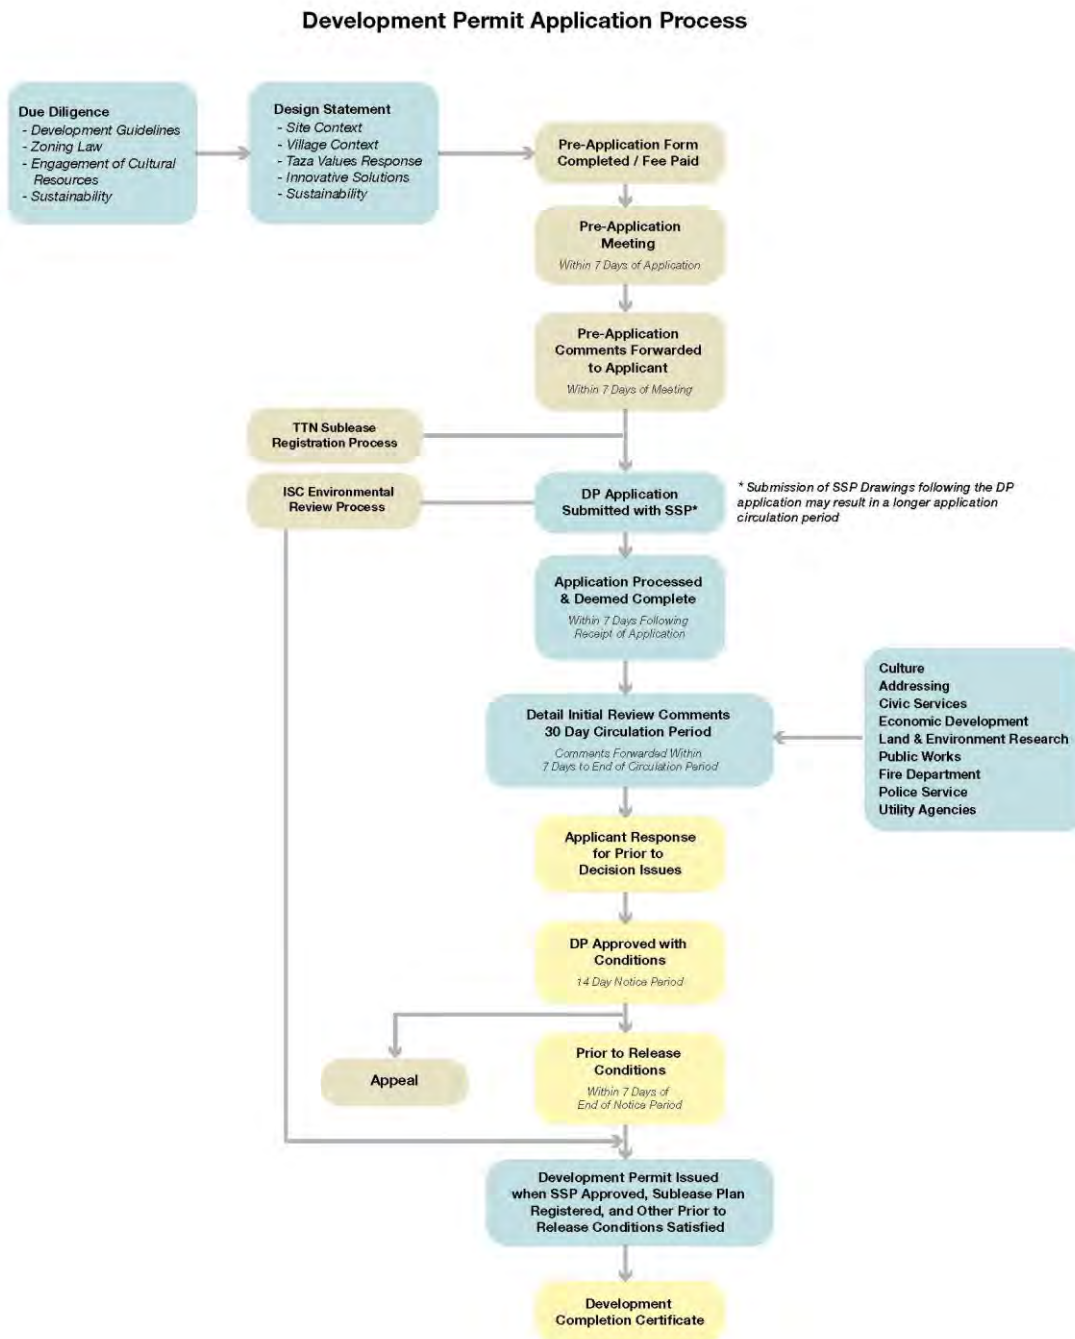 Development Permit Application Process
Due Diligence
- Development Guidelines
- Zoning Law
- Engagement of Cultural
Resources
- Sustainability
Design Statement
- Site Context
- Village Context
- Taza Values Response
- Innovative Solutions
- Sustainability
Pre-Application Form
Completed / Fee Paid
Pre-Application
Meeting
Within 7 Days of Application
Pre-Application
Comments Forwarded
to Applicant
Within 7 Days of Meeting
TTN Sublease
Registration Process
ISC Environmental
Review Process
DP Application
Submitted with SSP*
* Submission of SSP Drawings following the DP
application may result in a longer application
circulation period
Application Processed
& Deemed Complete
Within 7 Days Following
Receipt of Application
Detail Initial Review Comments
30 Day Circulation Period
Comments Forwarded Within
7 Days to End of Circulation Period
Culture
Addressing
Civic Services
Economic Development
Land & Environment Research
Public Works
Fire Department
Police Service
Utility Agencies
Applicant Response
for Prior to
Decision Issues
DP Approved with
Conditions
14 Day Notice Period
Appeal
Prior to Release
Conditions
Within 7 Days of
End of Notice Period
Development Permit Issued
when SSP Approved, Sublease Plan
Registered, and Other Prior to
Release Conditions Satisfied
Development
Completion Certificate